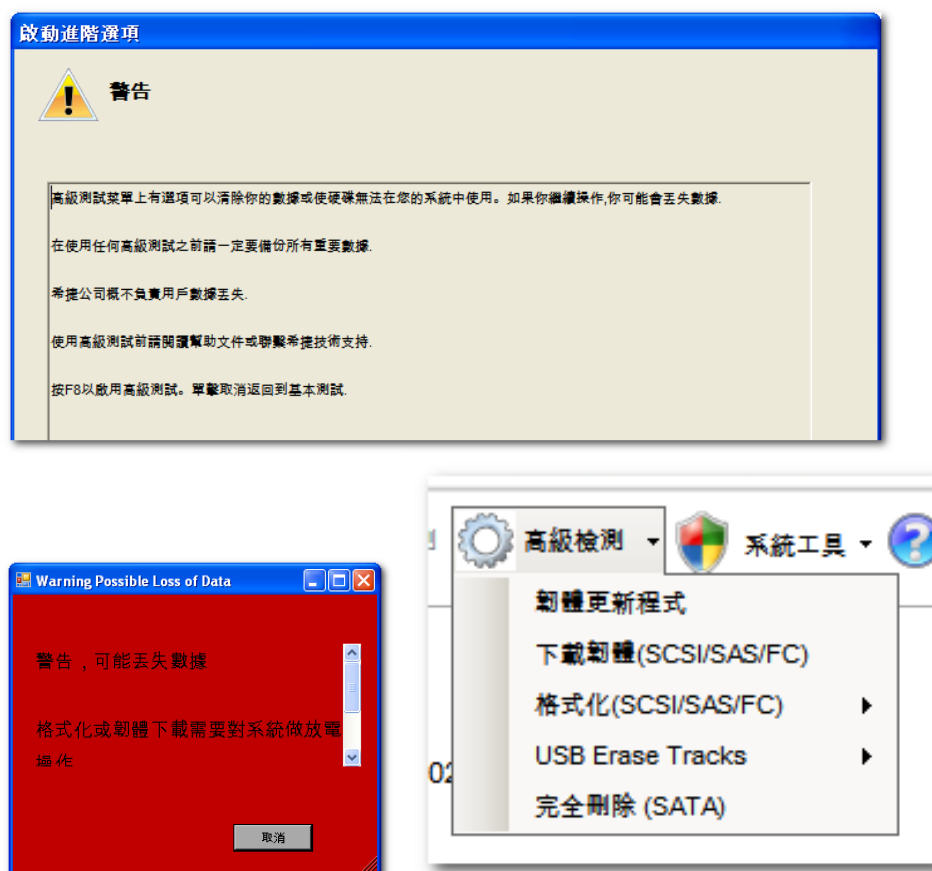 啟動進階選項
警告
高級測試菜單上有選項可以清除你的數據或使硬碟無法在您的系統中使用。如果你繼續操作,你可能會丟失數據.
在使用任何高級測試之前請一定要備份所有重要數據.
希捷公司概不負責用戶數據丟失.
使用高級測試前請閱讀幫助文件或聯繫希捷技術支持.
按F8以啟用高級測試。單擊取消返回到基本測試.
高級檢測
系統工具
韌體更新程式
下載韌體(SCSI/SAS/FC)
格式化(SCSI/SAS/FC)
USB Erase Tracks
完全刪除 (SATA)
02
Warning Possible Loss of Data
警告，可能丟失數據
格式化或韌體下載需要對系統做放電
操作
取消